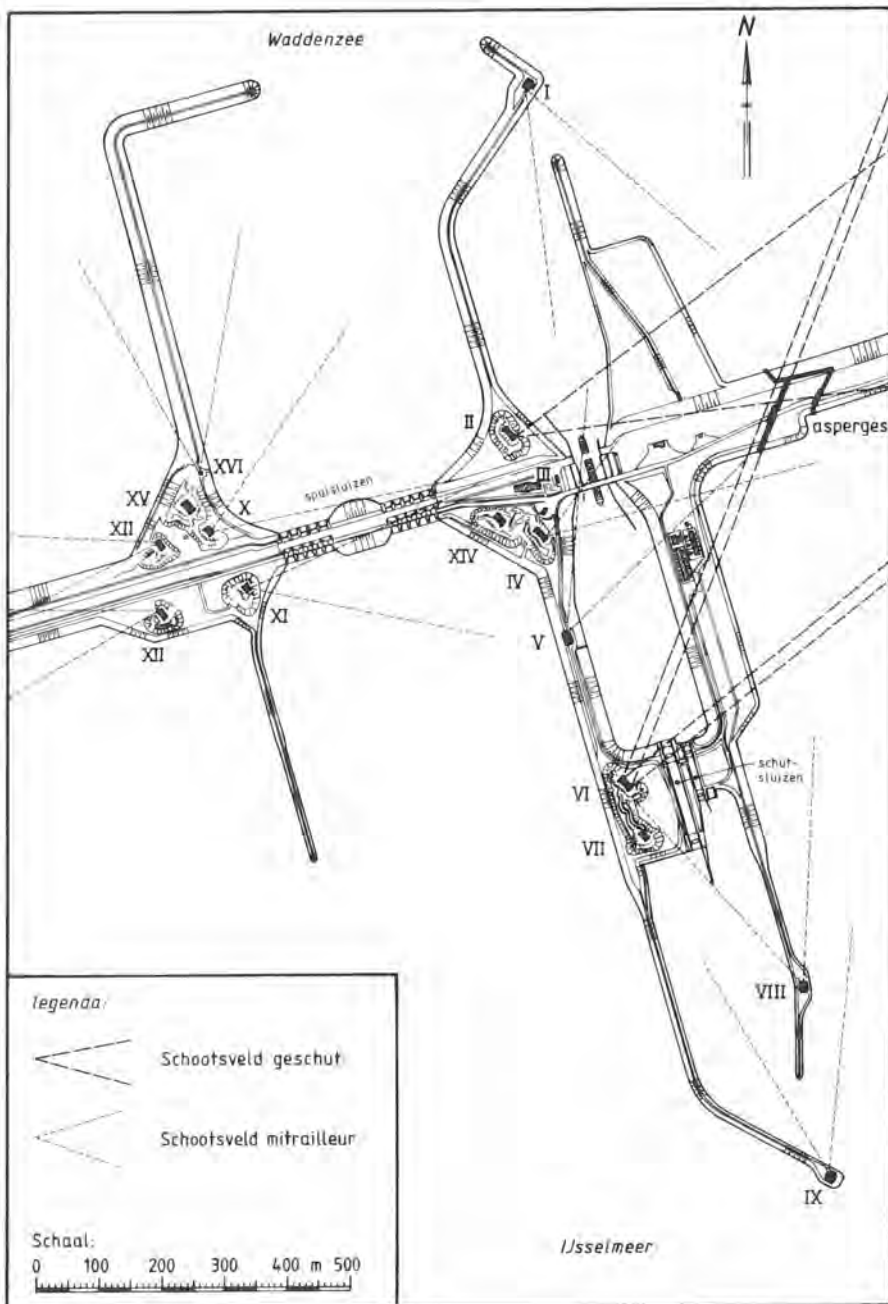 Waddenzee
N
I
II
asperges
III
XVI
XV
X
spuisluizen
XII
XIV
IV
XI
V
XII
schut-
sluizen
VI
VII
VIII
IX
legenda:
Schootsveld geschut
Schootsveld mitrailleur
Schaal:
0 100 200 300 400 m 500
IJsselmeer